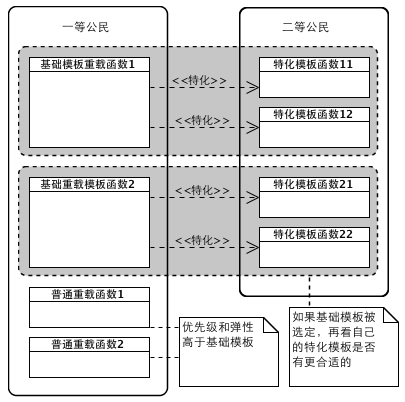 一等公民
二等公民
基础模板重载函数1
特化模板函数11
<<特化>>
特化模板函数12
<<特化>>
基础重载模板函数2
特化模板函数21
<<特化>>
特化模板函数22
<<特化>>
普通重载函数1
普通重载函数2
优先级和弹性
高于基础模板
如果基础模板被
选定，再看自己
的特化模板是否
有更合适的